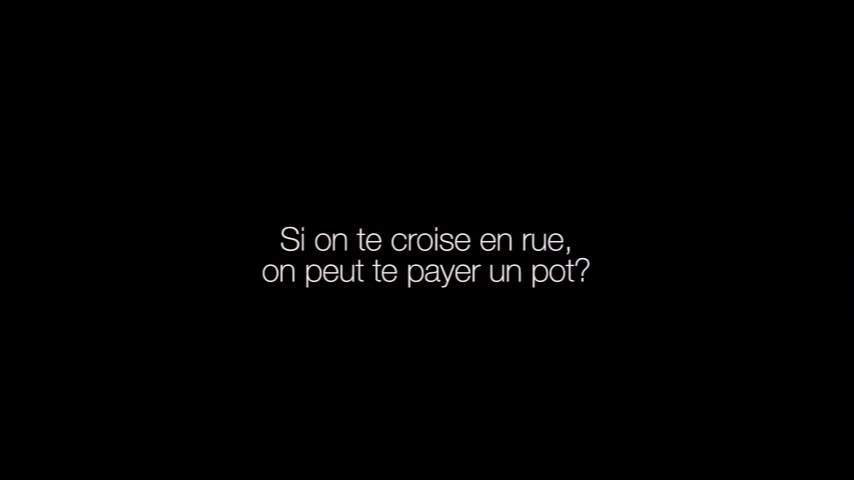 Si on te croise en rue,
on peut te payer un pot?